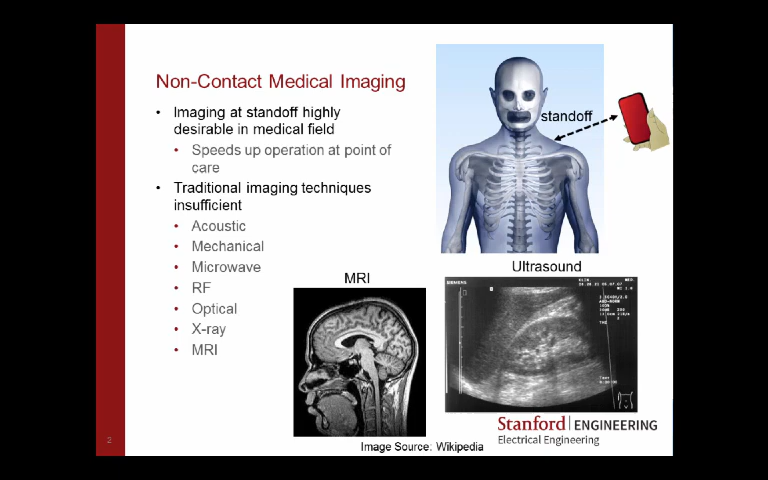 Non-Contact Medical Imaging
• Imaging at standoff highly
desirable in medical field
• Speeds up operation at point of
care
• Traditional imaging techniques
insufficient
• Acoustic
• Mechanical
• Microwave
• RF
• Optical
• X-ray
• MRI
standoff
MRI
Ultrasound
SIEMENS
Image Source: Wikipedia
Stanford | ENGINEERING
Electrical Engineering
2